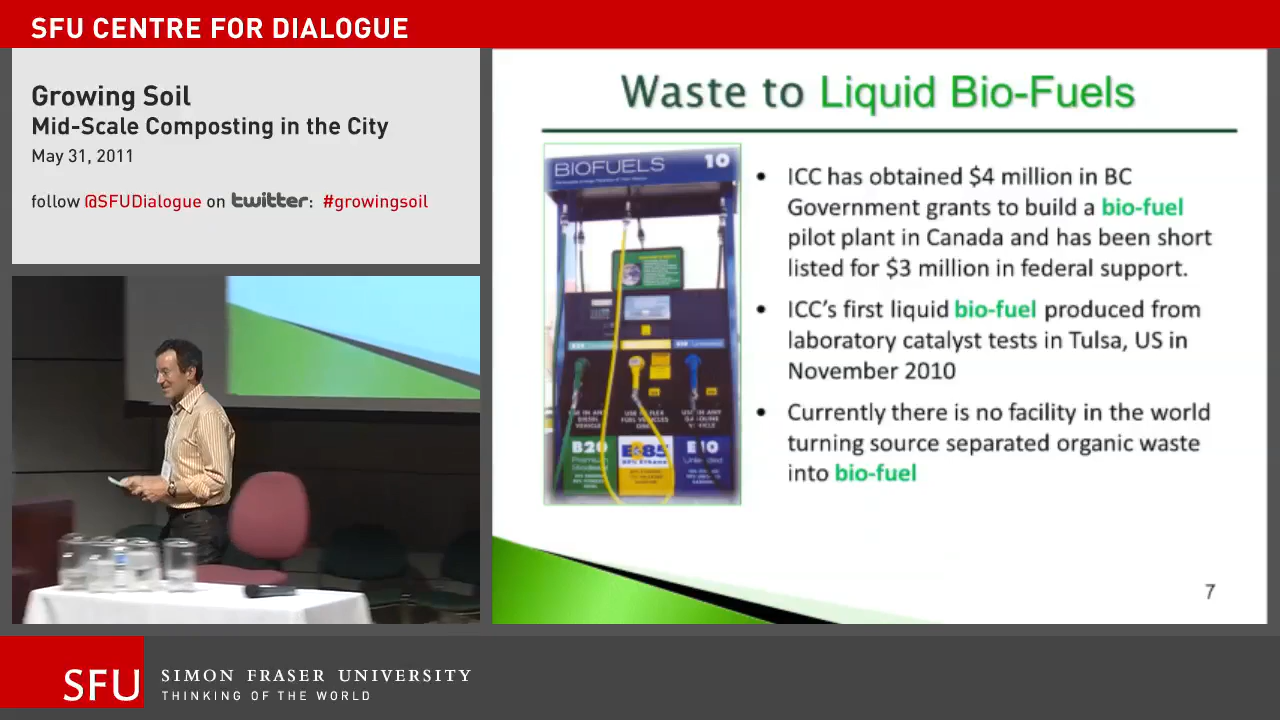 SFU CENTRE FOR DIALOGUE
Growing Soil
Mid-Scale Composting in the City
May 31, 2011
follow @SFUDialogue on twitter: #growingsoil
Waste to Liquid Bio-Fuels
BIOFUELS 10
B20
E85
E10
• ICC has obtained $4 million in BC
Government grants to build a bio-fuel
pilot plant in Canada and has been short
listed for $3 million in federal support.
• ICC's first liquid bio-fuel produced from
laboratory catalyst tests in Tulsa, US in
November 2010
• Currently there is no facility in the world
turning source separated organic waste
into bio-fuel
7
SFU SIMON FRASER UNIVERSITY
THINKING OF THE WORLD